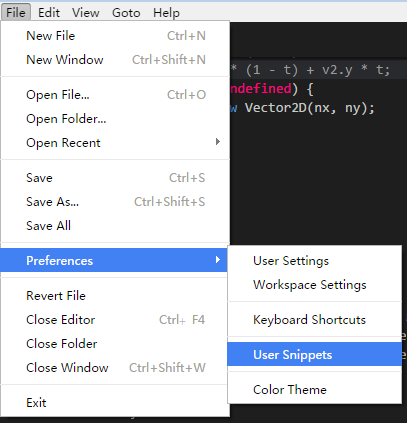 File Edit View Goto Help
New File Ctrl+N
New Window Ctrl+Shift+N
* (1 - t) + v2.y * t;
ndefined) {
Open File... Ctrl+O
w Vector2D(nx, ny);
Open Folder...
Open Recent
Save Ctrl+S
Save As... Ctrl+Shift+S
Save All
Preferences
User Settings
Workspace Settings
Keyboard Shortcuts
User Snippets
Color Theme
Revert File
Close Editor Ctrl+ F4
Close Folder
Close Window Ctrl+Shift+W
Exit